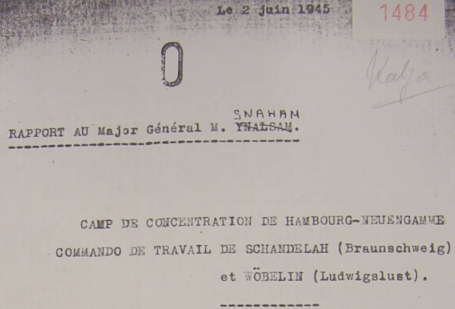 Le 2 juin 1945
1484
SNAHAM
RAPPORT AU Major Général M. YNALSAM.
CAMP DE CONCENTRATION DE HAMBOURG-NEUENGAMME
COMMANDO DE TRAVAIL DE SCHANDELAH (Braunschweig)
et WÖBELIN (Ludwigslust).